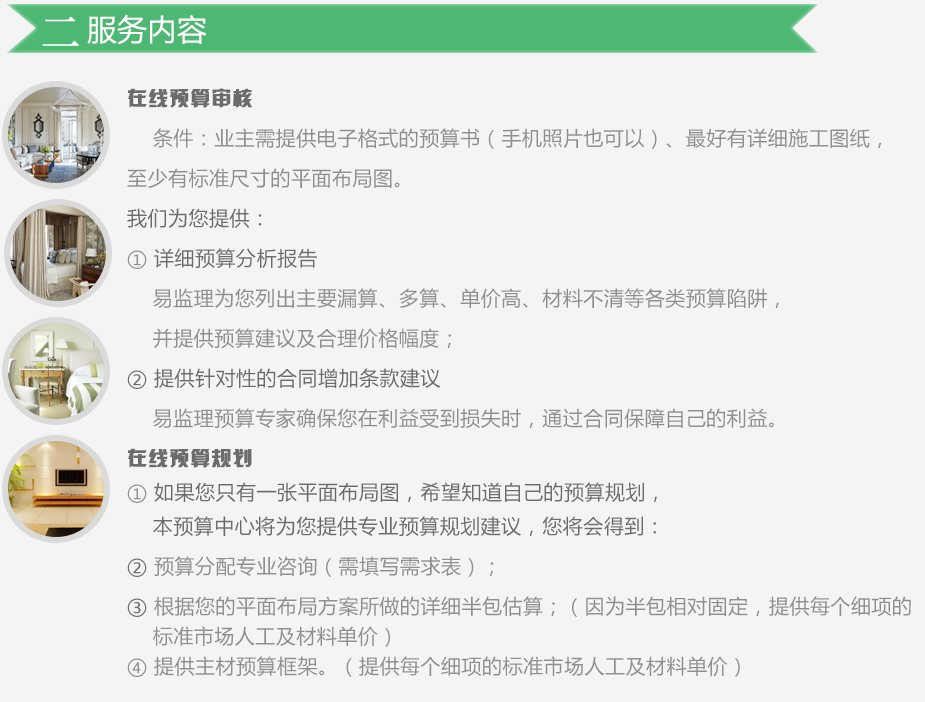 二 服务内容
在线预算审核
条件：业主需提供电子格式的预算书（手机照片也可以）、最好有详细施工图纸，
至少有标准尺寸的平面布局图。
我们为您提供：
① 详细预算分析报告
易监理为您列出主要漏算、多算、单价高、材料不清等各类预算陷阱，
并提供预算建议及合理价格幅度；
② 提供针对性的合同增加条款建议
易监理预算专家确保您在利益受到损失时，通过合同保障自己的利益。
在线预算规划
① 如果您只有一张平面布局图，希望知道自己的预算规划，
本预算中心将为您提供专业预算规划建议，您将会得到：
② 预算分配专业咨询（需填写需求表）；
③ 根据您的平面布局方案所做的详细半包估算；（因为半包相对固定，提供每个细项的
标准市场人工及材料单价）
④ 提供主材预算框架。（提供每个细项的标准市场人工及材料单价）